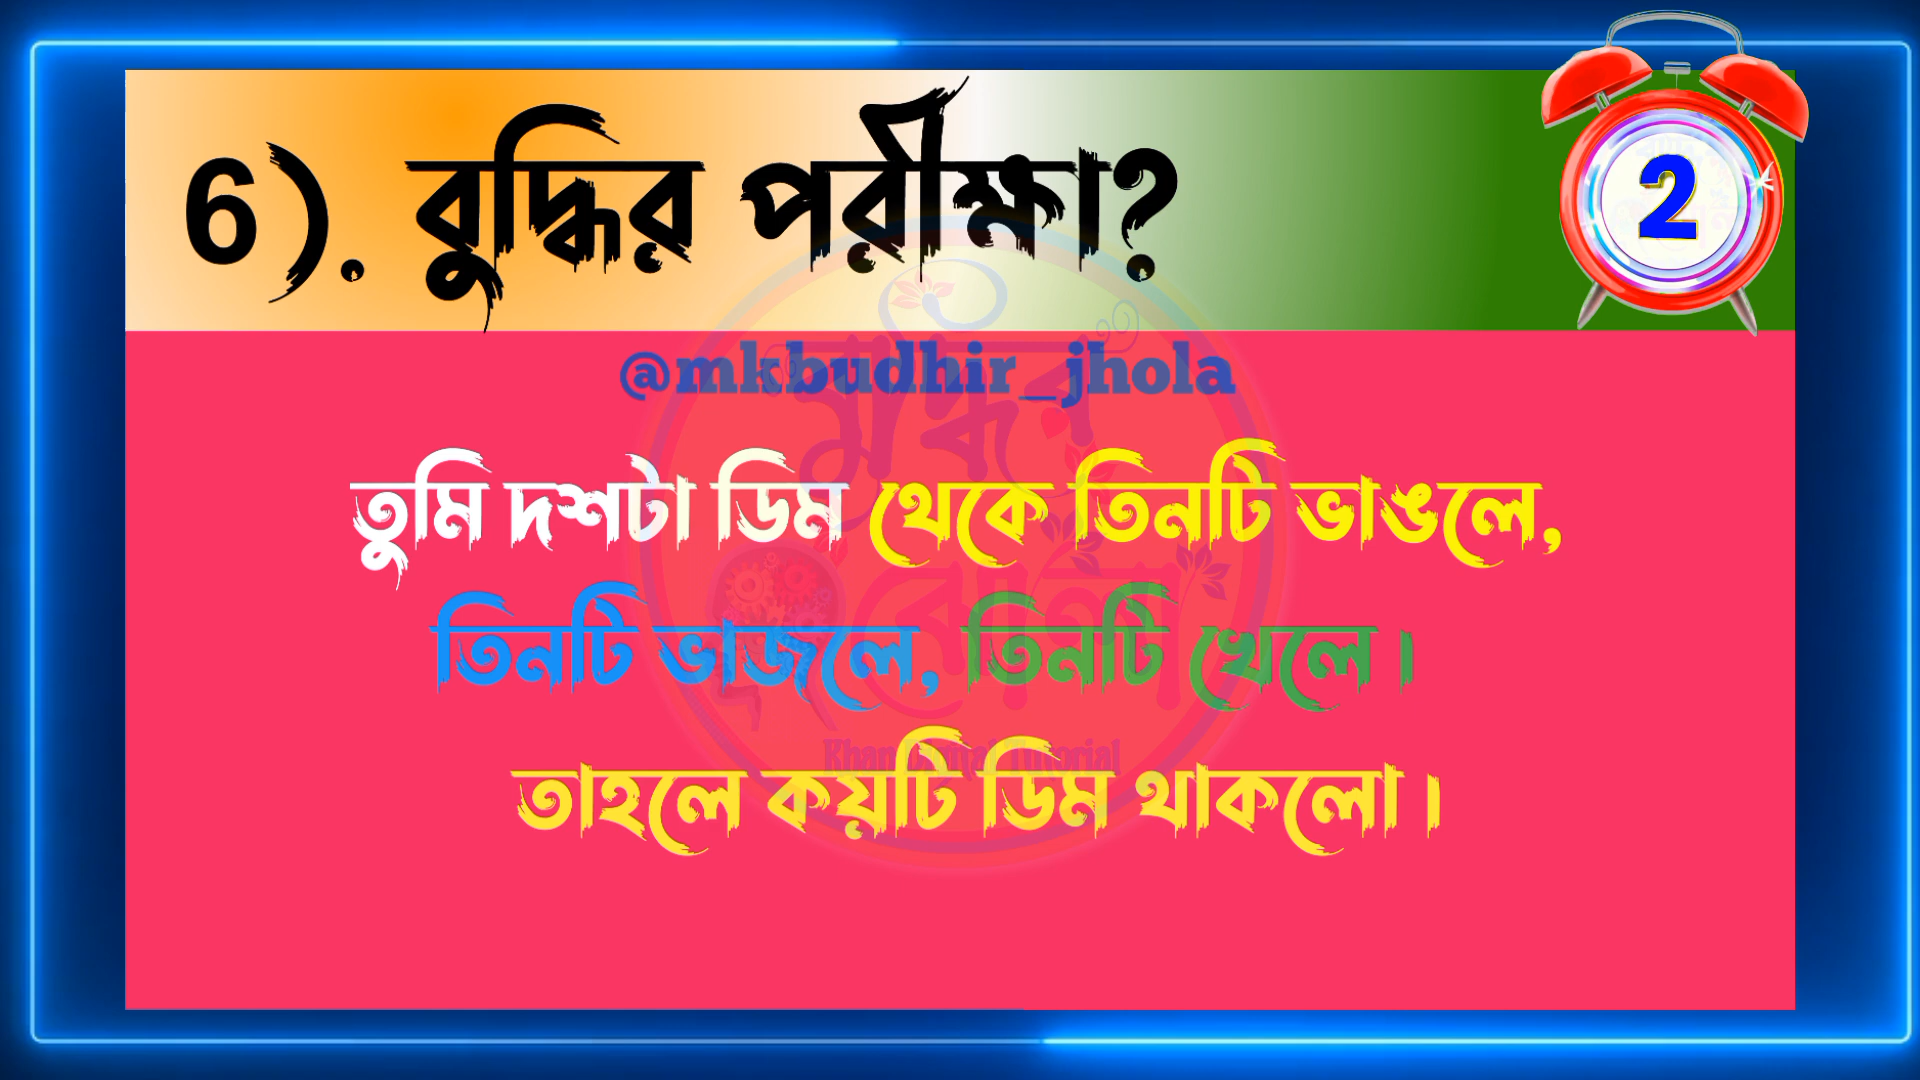 6). বুদ্ধির পরীক্ষা?
2
@mkbudhir_jhola
তুমি দশটা ডিম থেকে তিনটি ভাঙলে,
তিনটি ভাজলে, তিনটি খেলে।
তাহলে কয়টি ডিম থাকলো।